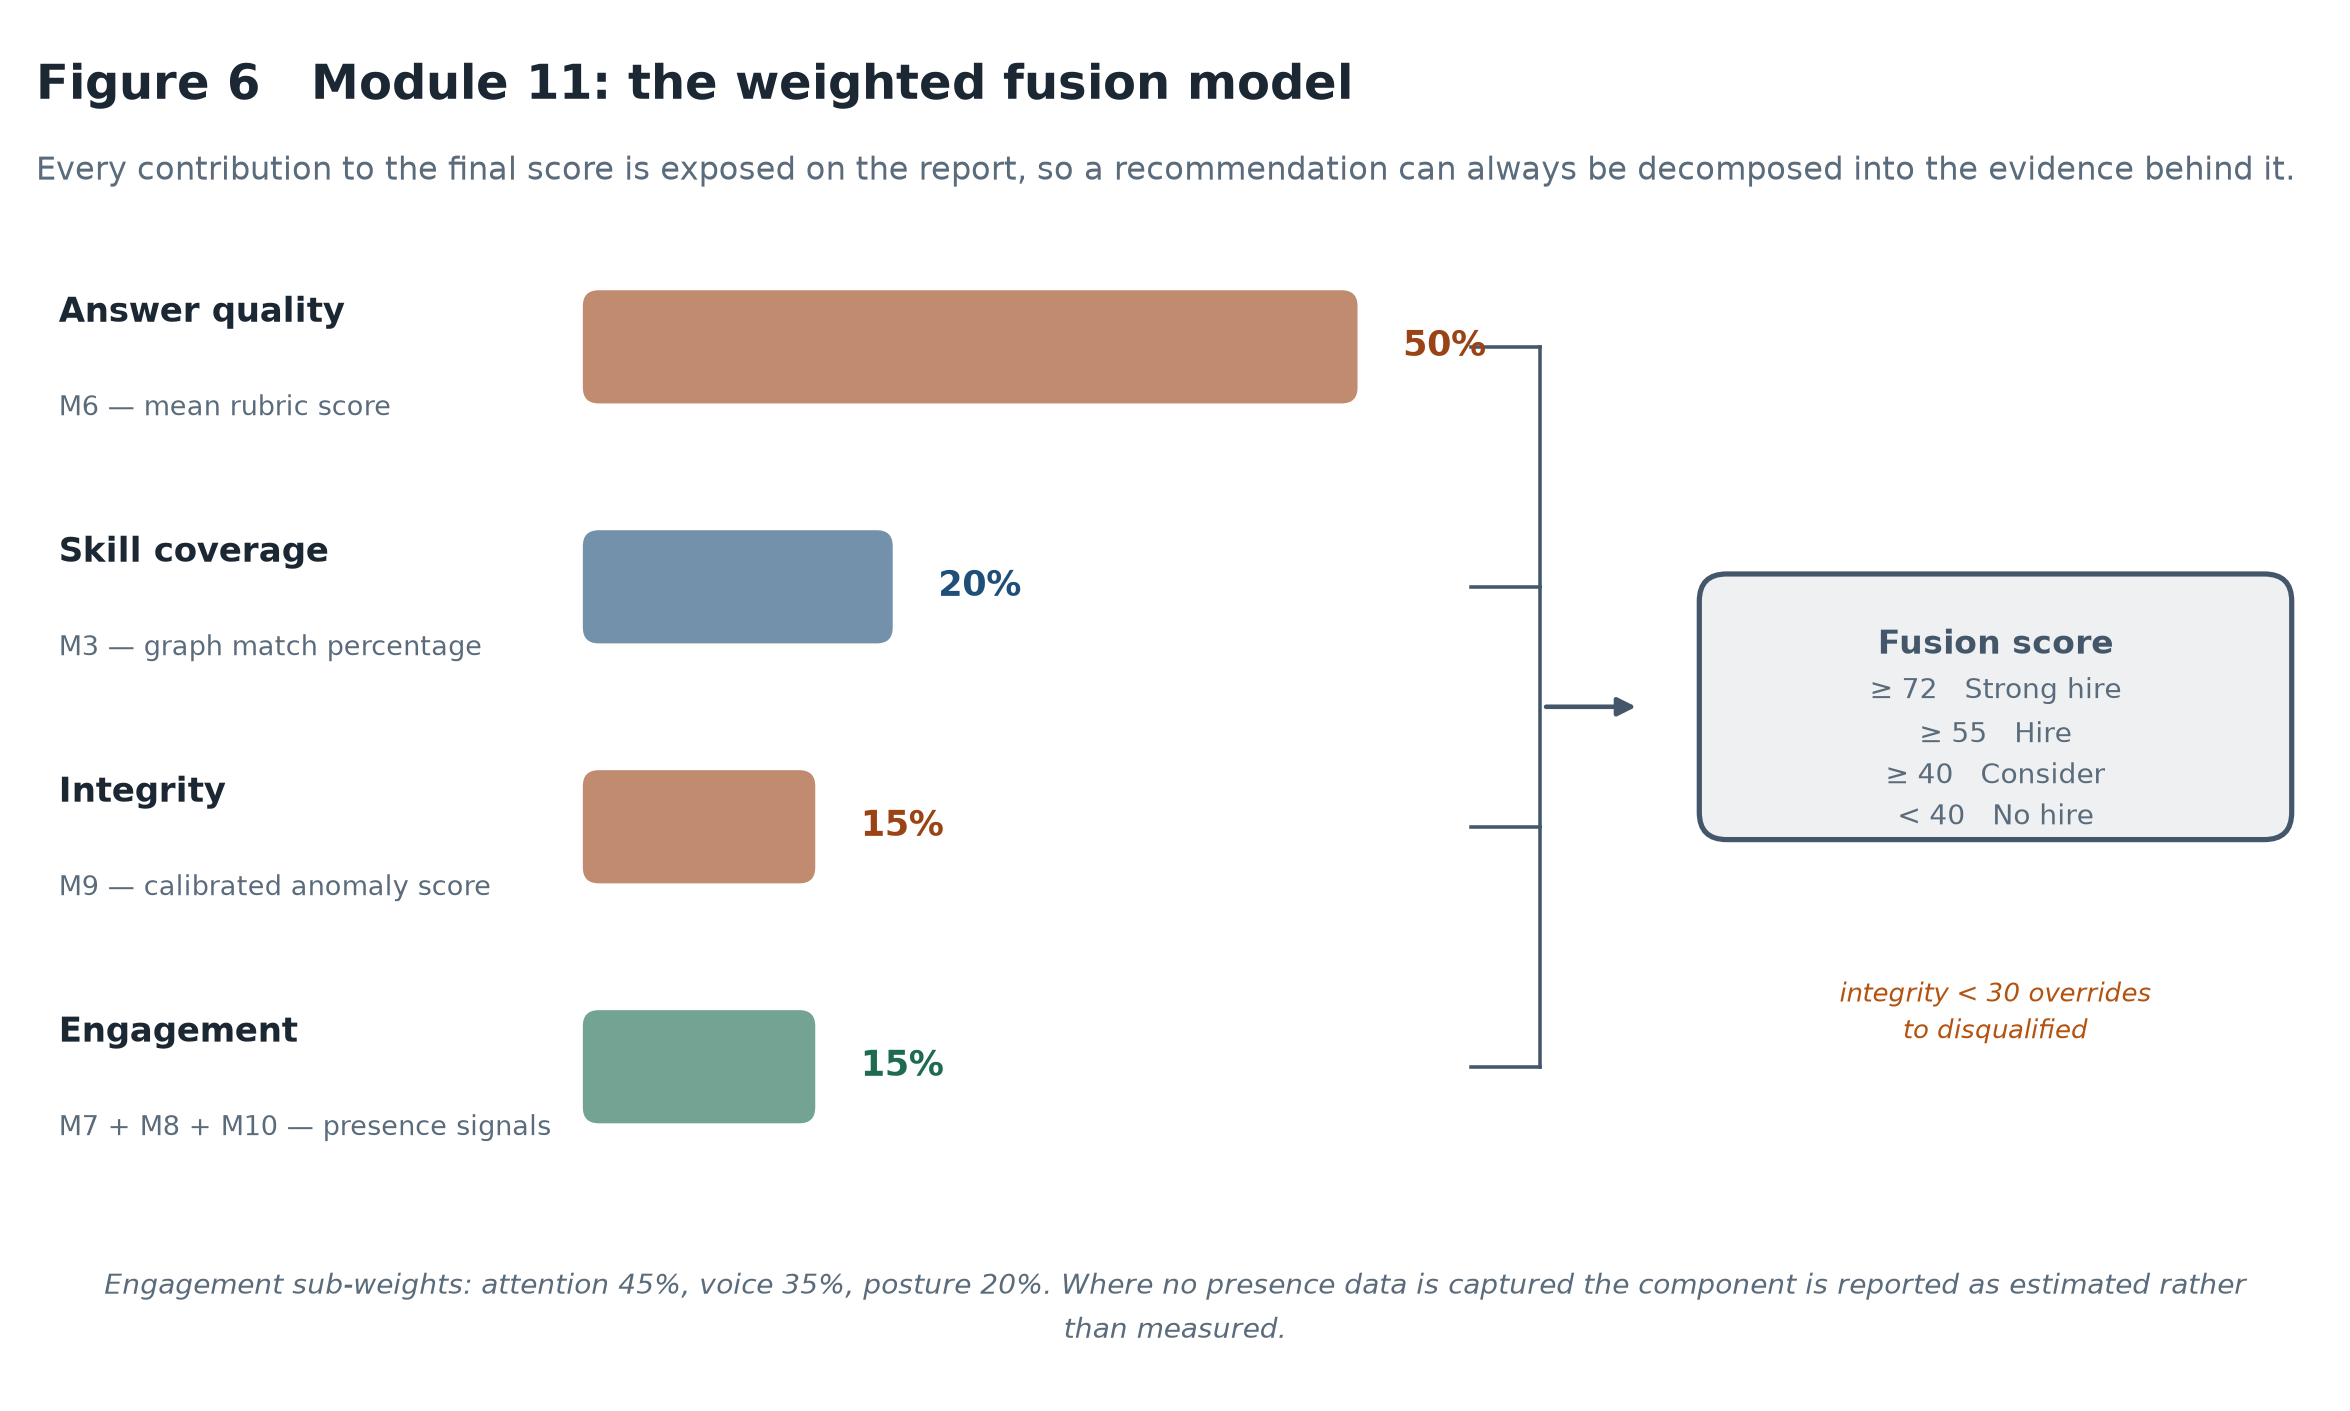 Figure 6   Module 11: the weighted fusion model
Every contribution to the final score is exposed on the report, so a recommendation can always be decomposed into the evidence behind it.
Answer quality
50%
M6 — mean rubric score
Skill coverage
20%
M3 — graph match percentage
Integrity
15%
M9 — calibrated anomaly score
Engagement
15%
M7 + M8 + M10 — presence signals
Fusion score
≥ 72   Strong hire
≥ 55   Hire
≥ 40   Consider
< 40   No hire
integrity < 30 overrides
to disqualified
Engagement sub-weights: attention 45%, voice 35%, posture 20%. Where no presence data is captured the component is reported as estimated rather
than measured.